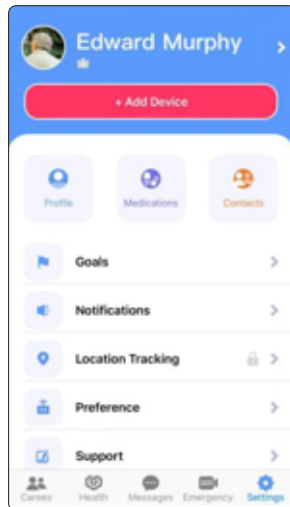 Edward Murphy
+ Add Device
Profile Medications Contacts
Goals
Notifications
Location Tracking
Preference
Support
Carees Health Messages Emergency Settings